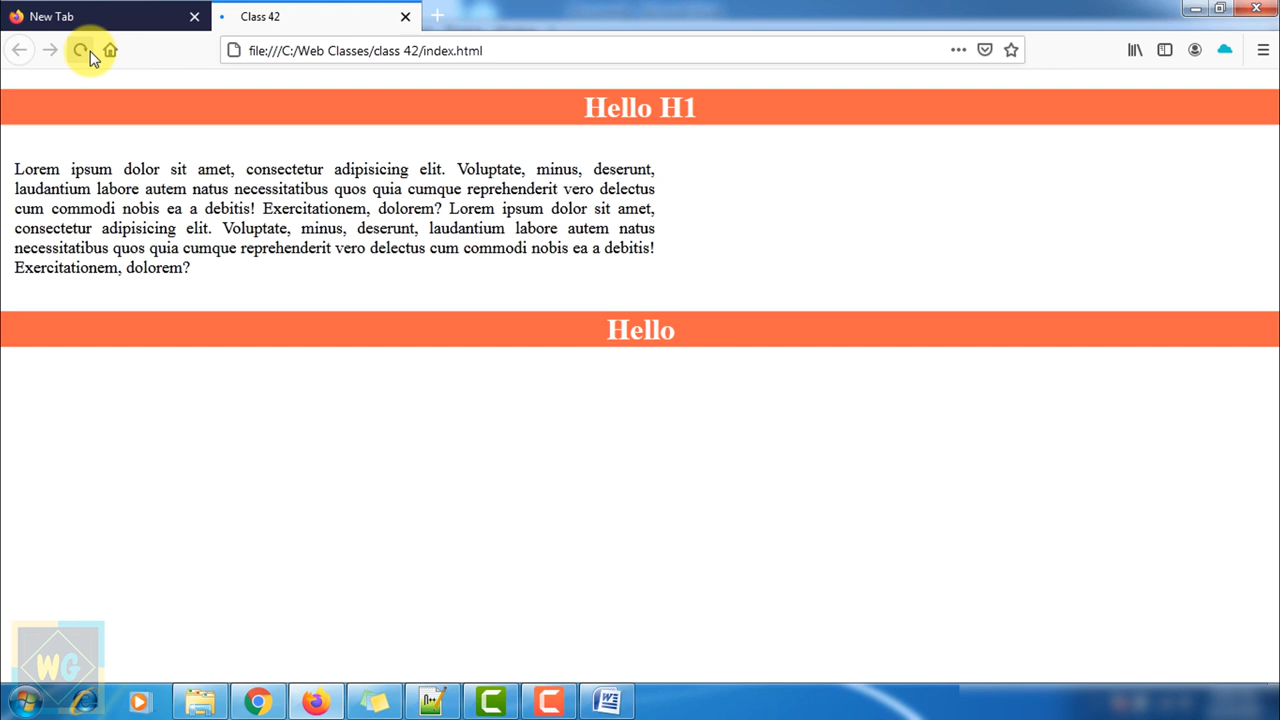 New Tab
Class 42
file:///C:/Web Classes/class 42/index.html
Hello H1
Lorem ipsum dolor sit amet, consectetur adipisicing elit. Voluptate, minus, deserunt,
laudantium labore autem natus necessitatibus quos quia cumque reprehenderit vero delectus
cum commodi nobis ea a debitis! Exercitationem, dolorem? Lorem ipsum dolor sit amet,
consectetur adipisicing elit. Voluptate, minus, deserunt, laudantium labore autem natus
necessitatibus quos quia cumque reprehenderit vero delectus cum commodi nobis ea a debitis!
Exercitationem, dolorem?
Hello
WG